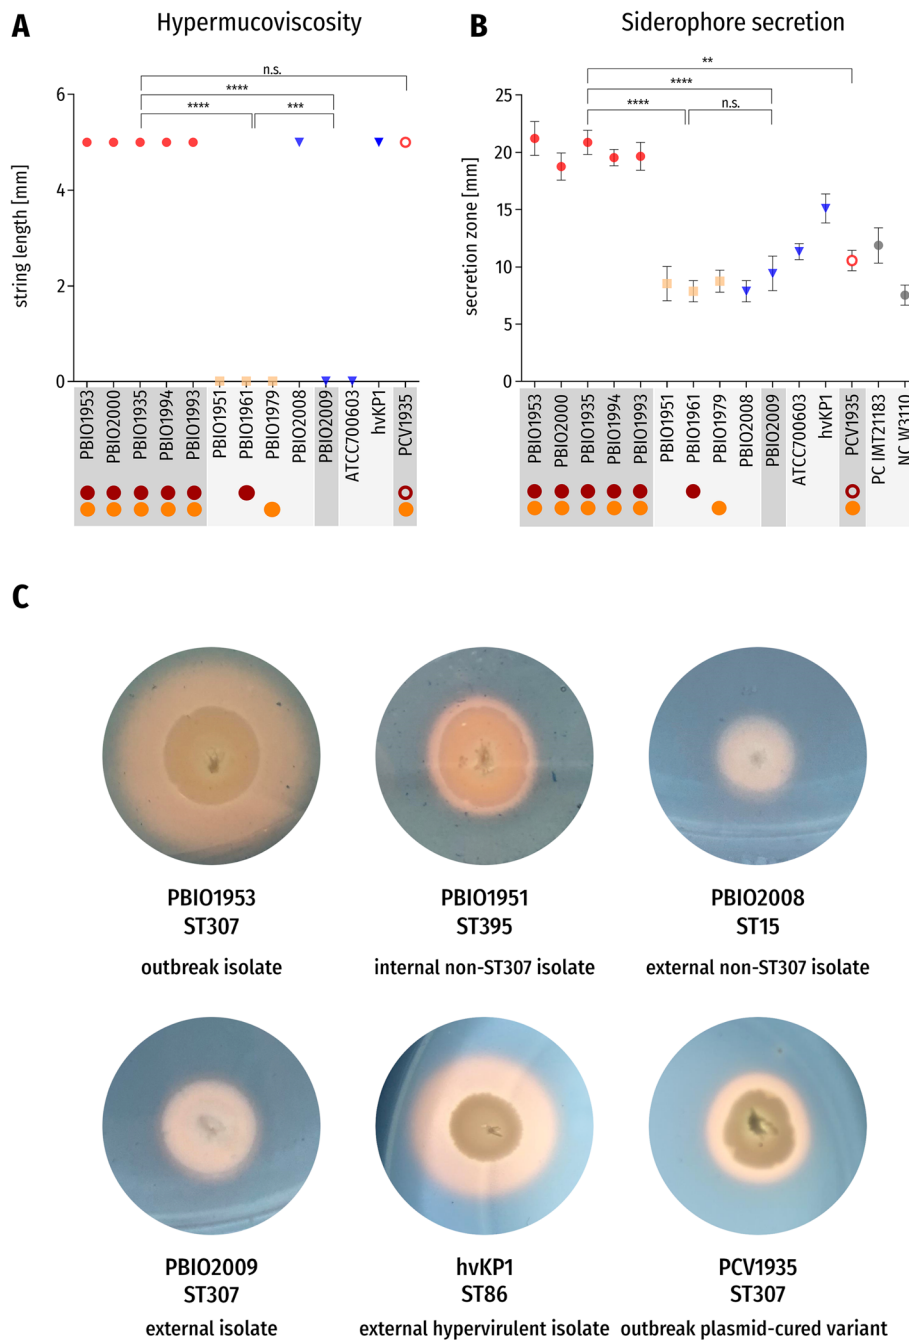 A
Hypermucoviscosity
n.s.
****
****
***
6
4
2
0
string length [mm]
PBIO1953
PBIO2000
PBIO1935
PBIO1994
PBIO1993
PBIO1951
PBIO1961
PBIO1979
PBIO2008
PBIO2009
ATCC700603
hvKP1
PCV1935
B
Siderophore secretion
**
****
****
n.s.
25
20
15
10
5
0
secretion zone [mm]
PBIO1953
PBIO2000
PBIO1935
PBIO1994
PBIO1993
PBIO1951
PBIO1961
PBIO1979
PBIO2008
PBIO2009
ATCC700603
hvKP1
PCV1935
PC IMT21183
NC W3110
C
PBIO1953
ST307
outbreak isolate
PBIO1951
ST395
internal non-ST307 isolate
PBIO2008
ST15
external non-ST307 isolate
PBIO2009
ST307
external isolate
hvKP1
ST86
external hypervirulent isolate
PCV1935
ST307
outbreak plasmid-cured variant